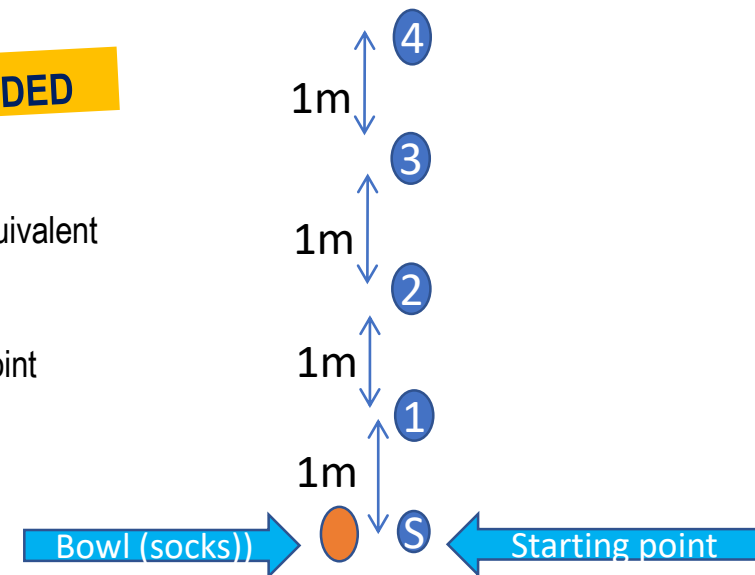 4
DED
1m
3
uivalent
1m
2
1m
oint
1
1m
Bowl (socks))
S
Starting point